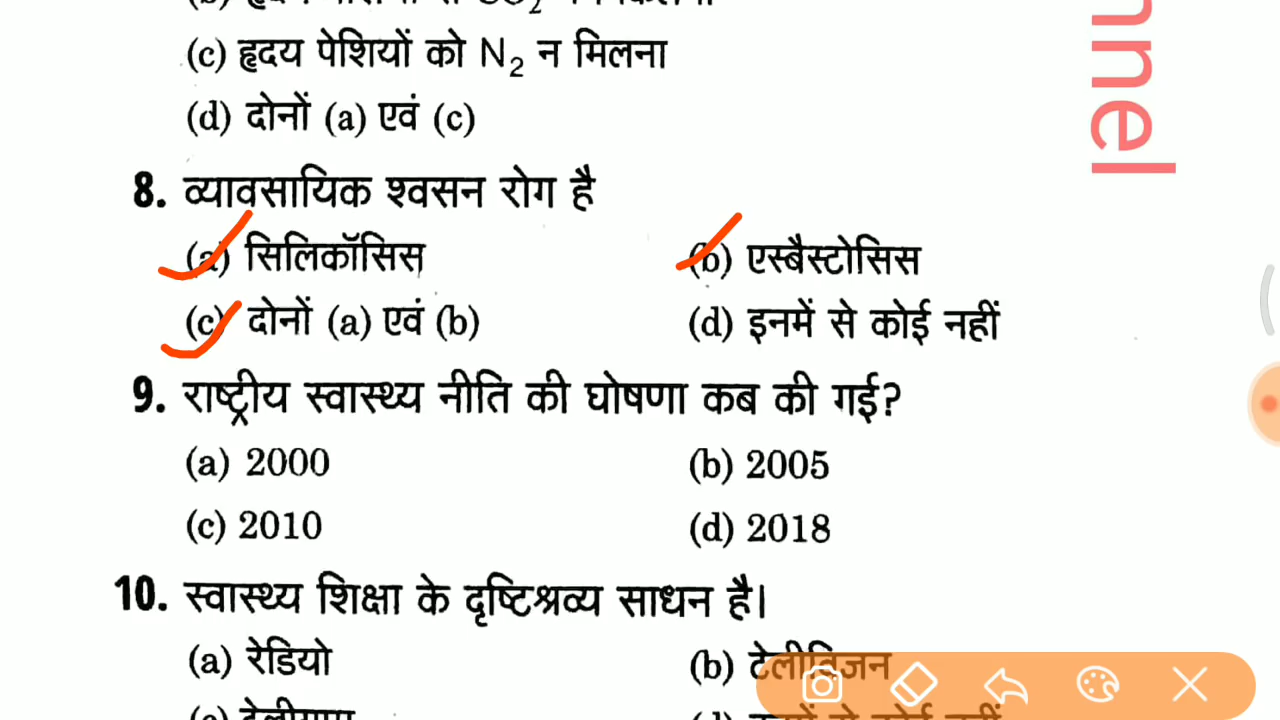 (c) हृदय पेशियों को N₂ न मिलना
(d) दोनों (a) एवं (c)
8. व्यावसायिक श्वसन रोग है
(a) सिलिकॉसिस (b) एस्बैस्टोसिस
(c) दोनों (a) एवं (b) (d) इनमें से कोई नहीं
9. राष्ट्रीय स्वास्थ्य नीति की घोषणा कब की गई?
(a) 2000 (b) 2005
(c) 2010 (d) 2018
10. स्वास्थ्य शिक्षा के दृष्टिश्रव्य साधन है।
(a) रेडियो (b) टेलीविजन
nnel